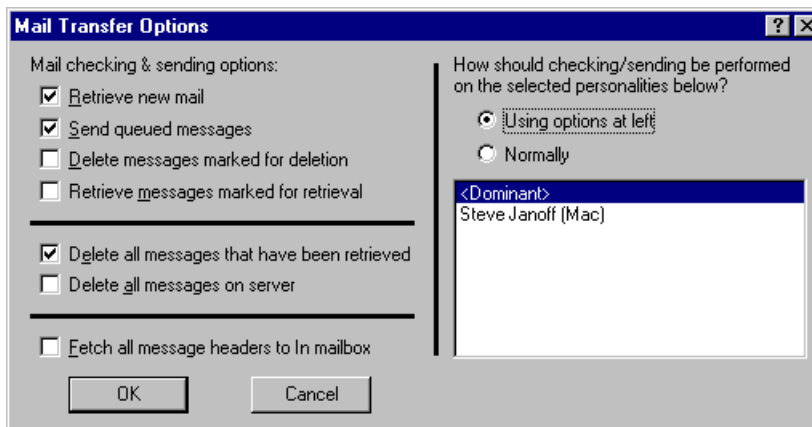 Mail Transfer Options
Mail checking & sending options:
Retrieve new mail
Send queued messages
Delete messages marked for deletion
Retrieve messages marked for retrieval
Delete all messages that have been retrieved
Delete all messages on server
Fetch all message headers to In mailbox
OK
Cancel
How should checking/sending be performed
on the selected personalities below?
Using options at left
Normally
<Dominant>
Steve Janoff (Mac)